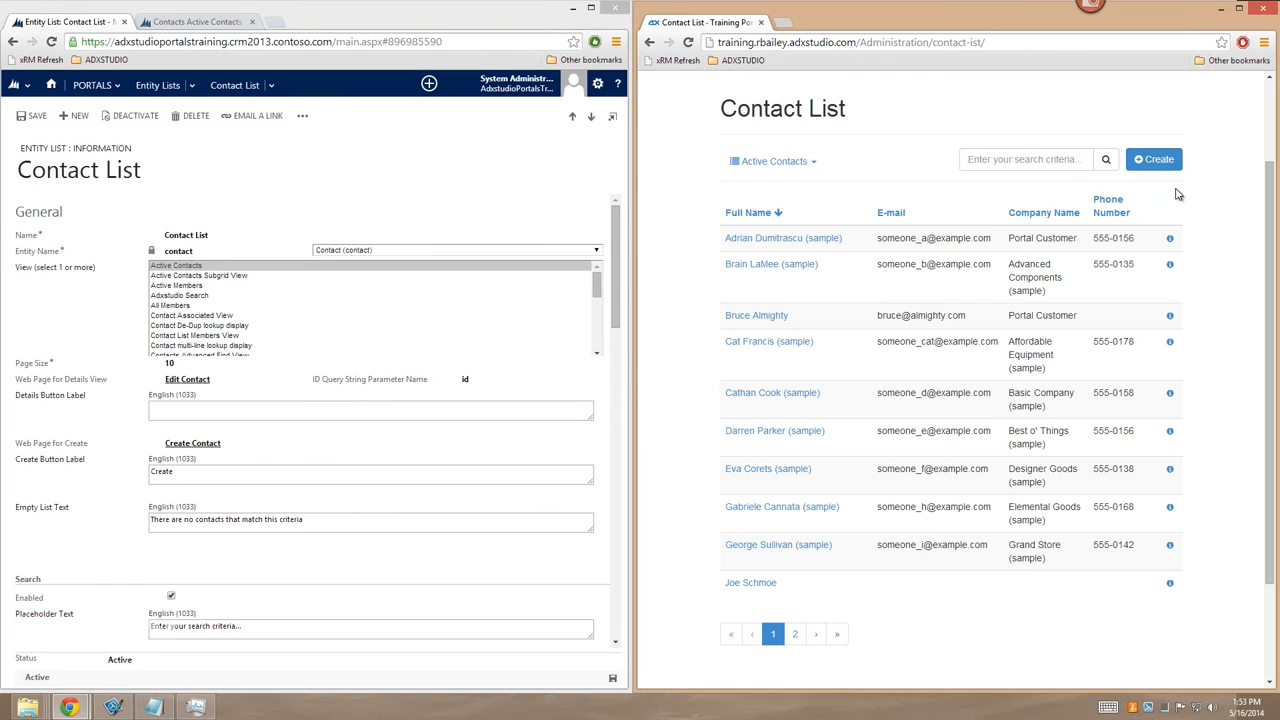 Entity List: Contact List - M
Contacts Active Contacts
https://adxstudioportalstraining.crm2013.contoso.com/main.aspx#896985590
xRM Refresh
ADXSTUDIO
Other bookmarks
PORTALS
Entity Lists
Contact List
System Administr...
AdxstudioPortalsTr...
?
SAVE
NEW
DEACTIVATE
DELETE
EMAIL A LINK
•••
ENTITY LIST : INFORMATION
Contact List
General
Name*
Contact List
Entity Name*
contact
Contact (contact)
View (select 1 or more)
Active Contacts
Active Contacts Subgrid View
Active Members
Adxstudio Search
All Members
Contact Associated View
Contact De-Dup lookup display
Contact List Members View
Contact multi-line lookup display
Contacts Advanced Find View
Page Size*
10
Web Page for Details View
Edit Contact
ID Query String Parameter Name
id
Details Button Label
English (1033)
Web Page for Create
Create Contact
Create Button Label
English (1033)
Create
Empty List Text
English (1033)
There are no contacts that match this criteria
Search
Enabled
Placeholder Text
English (1033)
Enter your search criteria...
Status
Active
Active
Contact List - Training Por
training.rbailey.adxstudio.com/Administration/contact-ist/
xRM Refresh
ADXSTUDIO
Other bookmarks
Contact List
Active Contacts
Enter your search criteria...
Create
Full Name
E-mail
Company Name
Phone Number
Adrian Dumitrascu (sample)
someone_a@example.com
Portal Customer
555-0156
Brain LaMee (sample)
someone_b@example.com
Advanced Components (sample)
555-0135
Bruce Almighty
bruce@almighty.com
Portal Customer
Cat Francis (sample)
someone_cat@example.com
Affordable Equipment (sample)
555-0178
Cathan Cook (sample)
someone_d@example.com
Basic Company (sample)
555-0158
Darren Parker (sample)
someone_e@example.com
Best o' Things (sample)
555-0156
Eva Corets (sample)
someone_f@example.com
Designer Goods (sample)
555-0138
Gabriele Cannata (sample)
someone_h@example.com
Elemental Goods (sample)
555-0168
George Sullivan (sample)
someone_i@example.com
Grand Store (sample)
555-0142
Joe Schmoe
« ‹ 1 2 › »
1:53 PM
5/16/2014